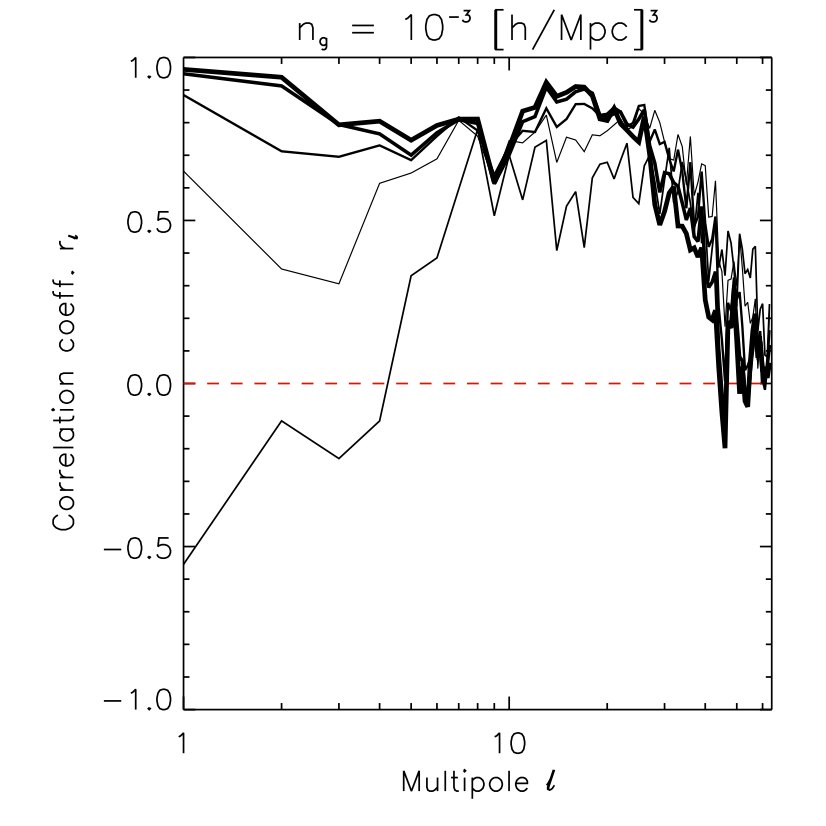 n_g = 10^-3 [h/Mpc]^3
1.0
0.5
0.0
−0.5
−1.0
Correlation coeff. r_ℓ
1 10
Multipole ℓ